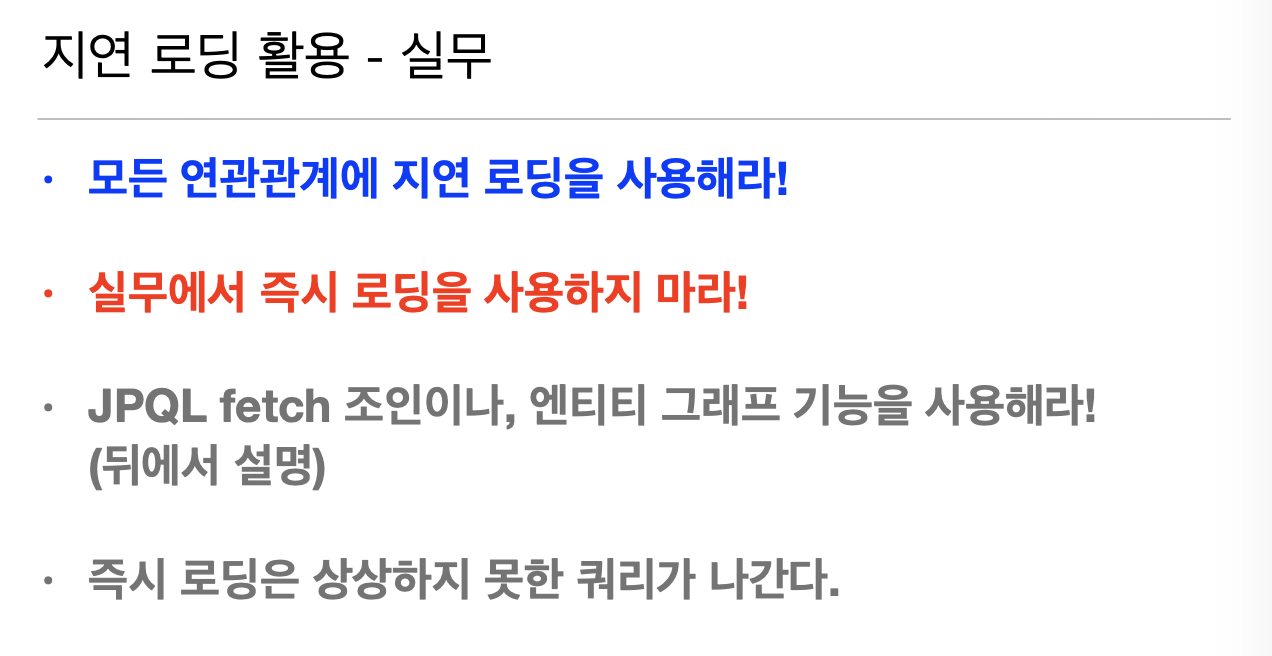 지연 로딩 활용 - 실무
· 모든 연관관계에 지연 로딩을 사용해라!
· 실무에서 즉시 로딩을 사용하지 마라!
· JPQL fetch 조인이나, 엔티티 그래프 기능을 사용해라!
(뒤에서 설명)
· 즉시 로딩은 상상하지 못한 쿼리가 나간다.